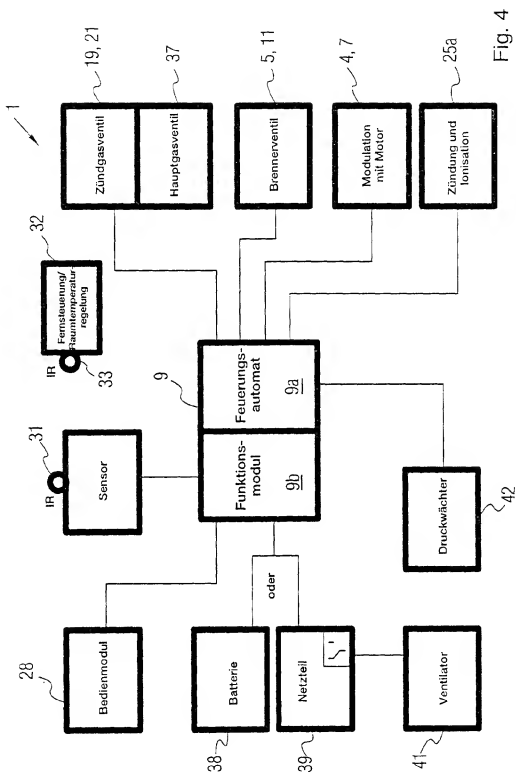 1
28
Bedienmodul
IR
31
Sensor
IR
33
32
Fernsteuerung/
Raumtemperatur-
regelung
Zündgasventil
19, 21
Hauptgasventil
37
9
Funktions-
modul
9b
Feuerungs-
automat
9a
Brennerventil
5, 11
Modulation
mit Motor
4, 7
Zündung und
Ionisation
25a
Batterie
38
oder
Netzteil
39
Ventilator
41
Druckwächter
42
Fig. 4